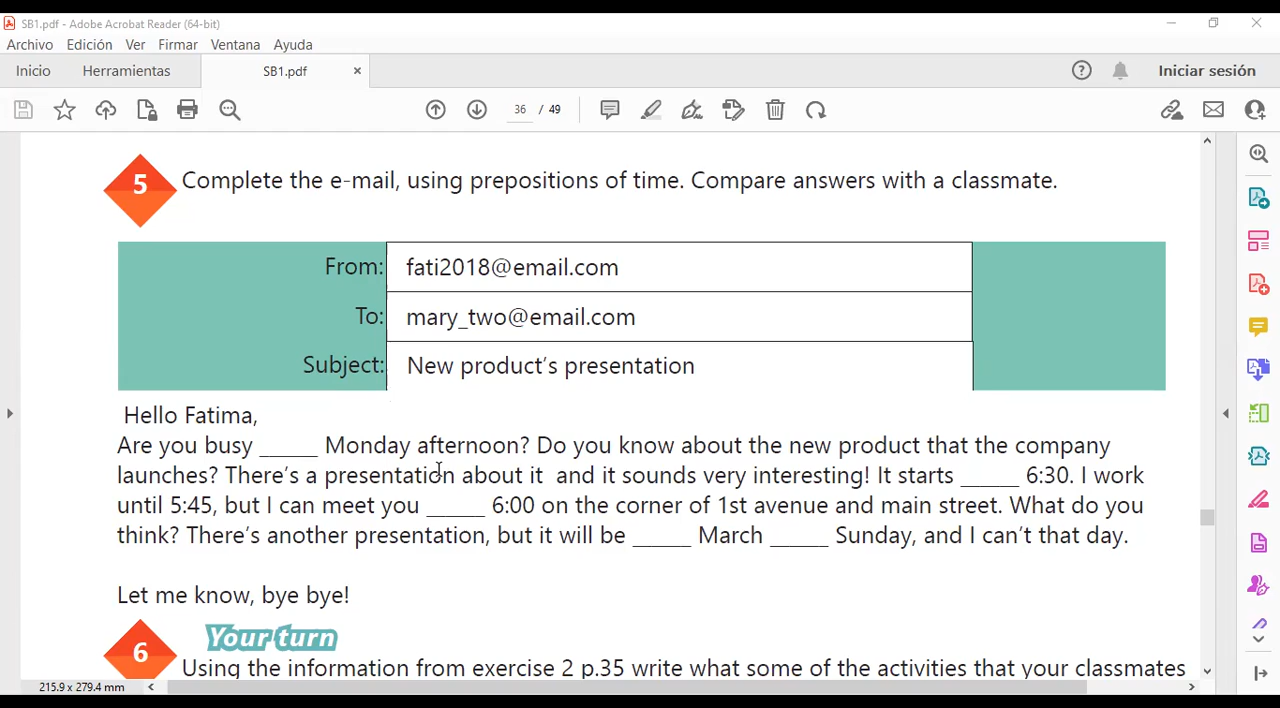 SB1.pdf - Adobe Acrobat Reader (64-bit)
Archivo Edición Ver Firmar Ventana Ayuda
Inicio Herramientas SB1.pdf × Iniciar sesión
36 / 49
5 Complete the e-mail, using prepositions of time. Compare answers with a classmate.
From: fati2018@email.com
To: mary_two@email.com
Subject: New product's presentation
Hello Fatima,
Are you busy _____ Monday afternoon? Do you know about the new product that the company
launches? There's a presentation about it and it sounds very interesting! It starts _____ 6:30. I work
until 5:45, but I can meet you _____ 6:00 on the corner of 1st avenue and main street. What do you
think? There's another presentation, but it will be _____ March _____ Sunday, and I can't that day.
Let me know, bye bye!
Your turn
6 Using the information from exercise 2 p.35 write what some of the activities that your classmates
215.9 x 279.4 mm